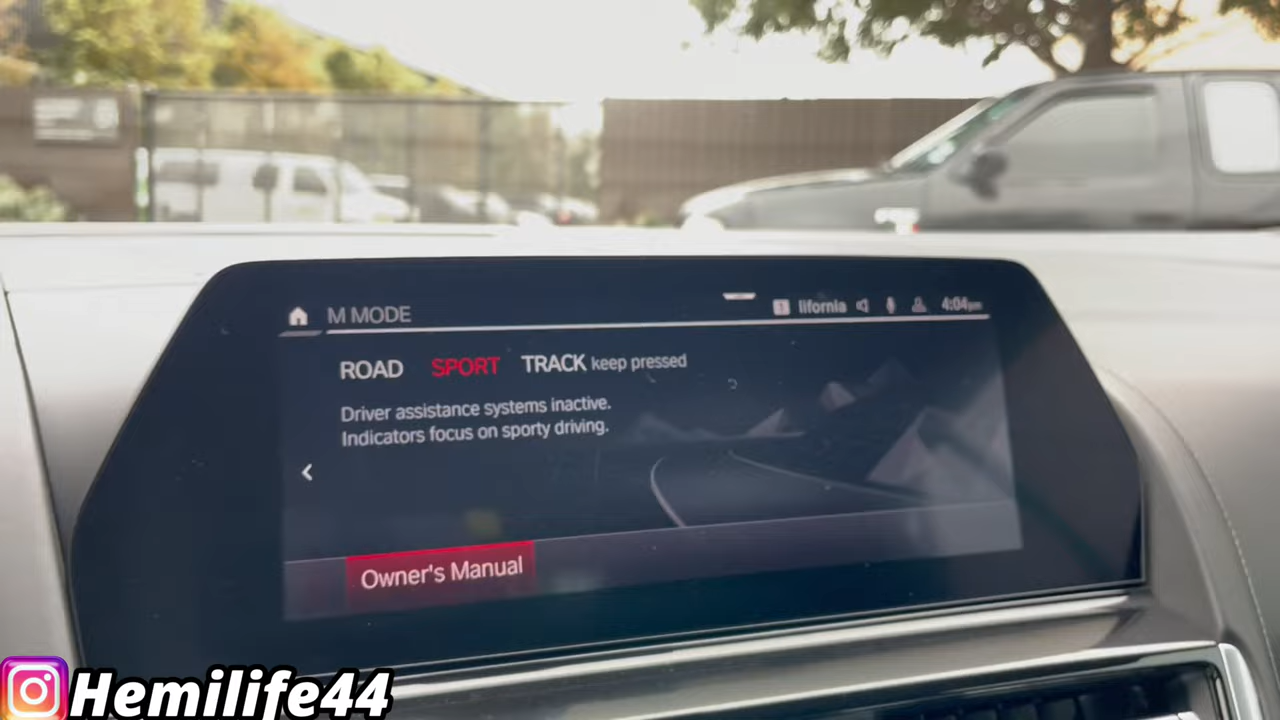 M MODE
lifornia 4:04pm
ROAD SPORT TRACK keep pressed
Driver assistance systems inactive.
Indicators focus on sporty driving.
Owner's Manual
Hemilife44